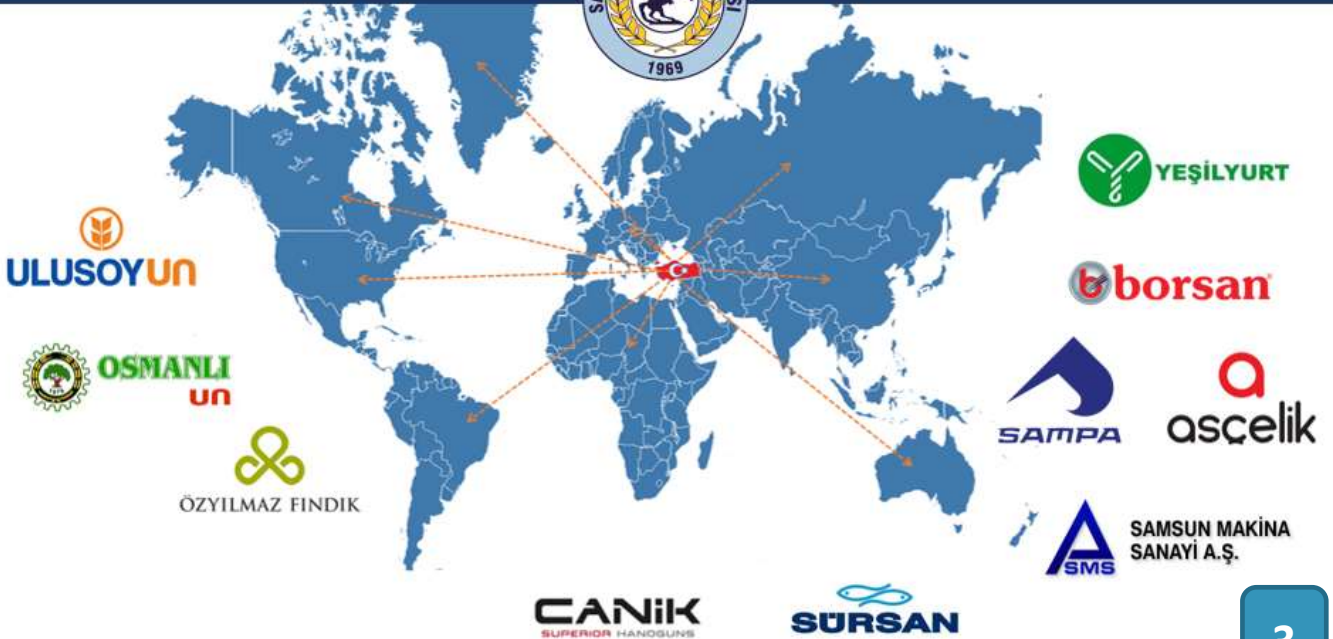 1969
YEŞİLYURT
ULUSOYUN
borsan
OSMANLI
un
SAMPA
asçelik
ÖZYILMAZ FINDIK
SMS
SAMSUN MAKİNA
SANAYİ A.Ş.
CANiK
SUPERIOR HANDGUNS
SÜRSAN